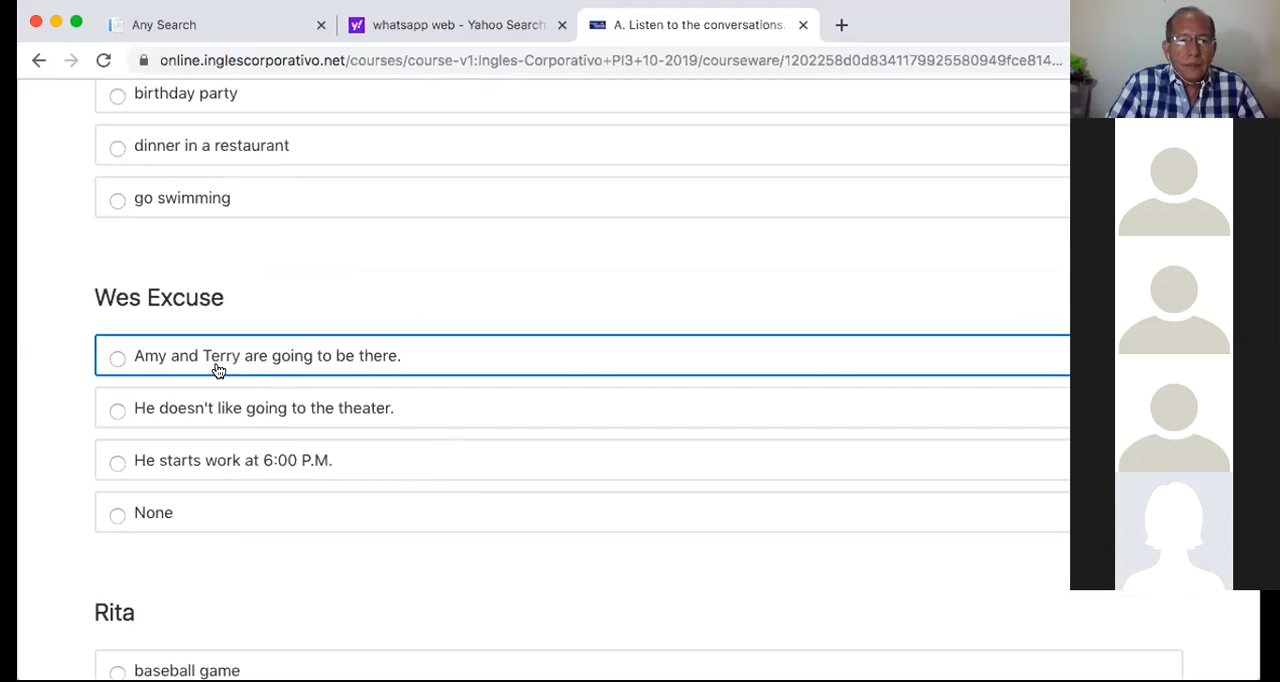 Any Search
whatsapp web - Yahoo Search
A. Listen to the conversations.
online.inglescorporativo.net/courses/course-v1:Ingles-Corporativo+PI3+10-2019/courseware/1202258d0d8341179925580949fce814...
birthday party
dinner in a restaurant
go swimming
Wes Excuse
Amy and Terry are going to be there.
He doesn't like going to the theater.
He starts work at 6:00 P.M.
None
Rita
baseball game